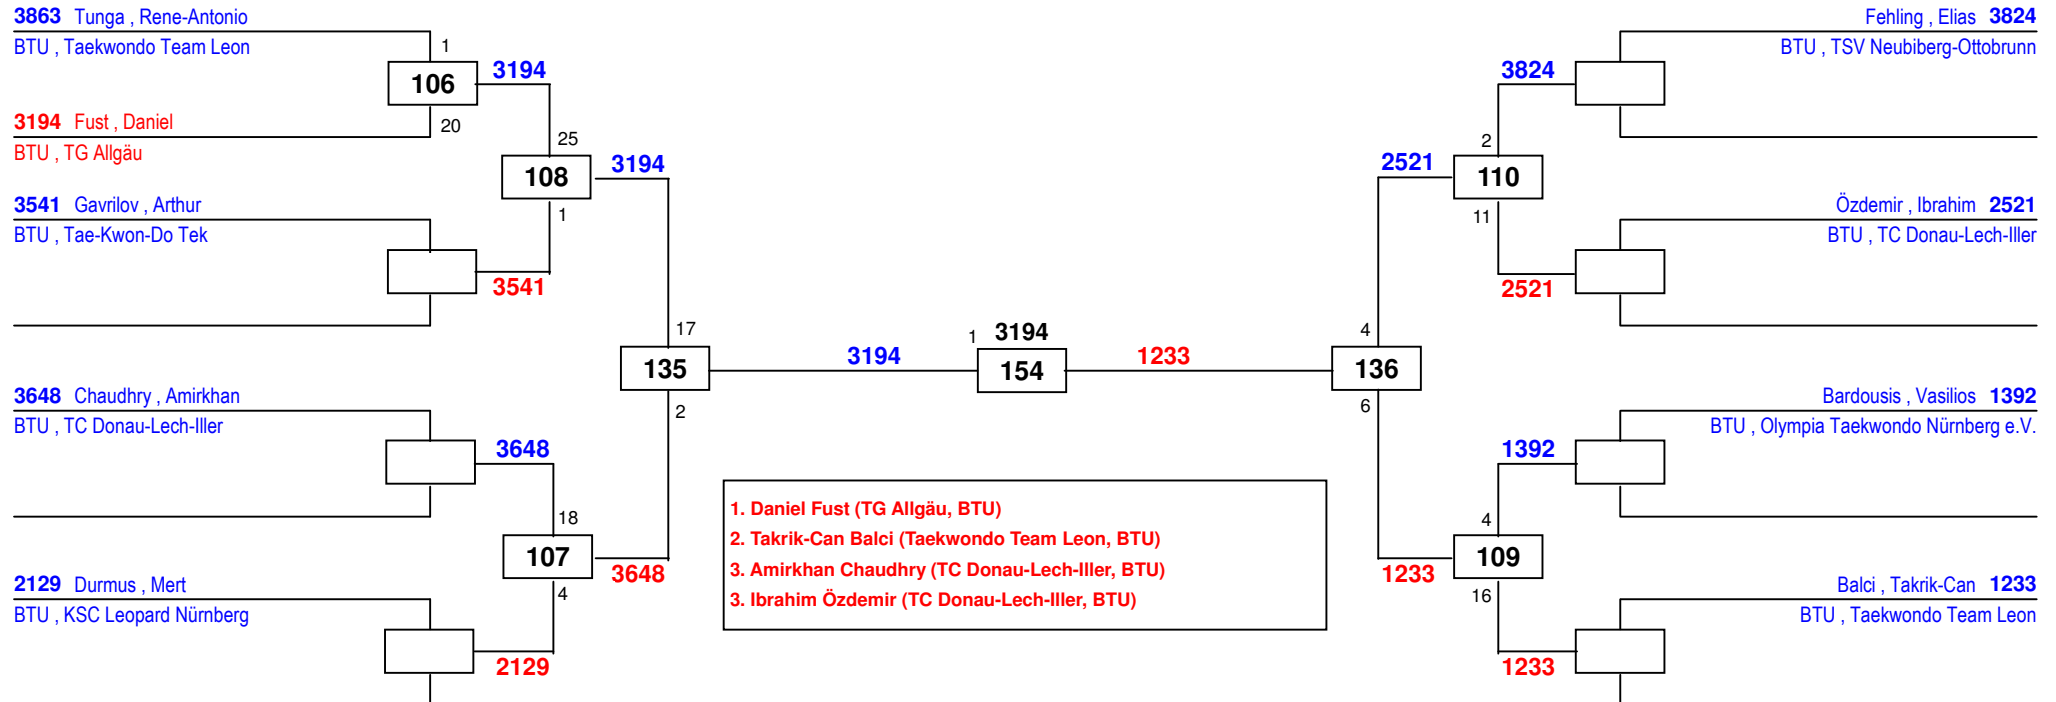 3863 Tunga , Rene-Antonio
BTU , Taekwondo Team Leon
1
106
3194
20
3194 Fust , Daniel
BTU , TG Allgäu
25
108
3194
1
3541 Gavrilov , Arthur
BTU , Tae-Kwon-Do Tek
3541
17
135
2
3648 Chaudhry , Amirkhan
BTU , TC Donau-Lech-Iller
3648
18
107
3648
4
2129 Durmus , Mert
BTU , KSC Leopard Nürnberg
2129
3194
1
3194
154
1233
1. Daniel Fust (TG Allgäu, BTU)
2. Takrik-Can Balci (Taekwondo Team Leon, BTU)
3. Amirkhan Chaudhry (TC Donau-Lech-Iller, BTU)
3. Ibrahim Özdemir (TC Donau-Lech-Iller, BTU)
Fehling , Elias 3824
BTU , TSV Neubiberg-Ottobrunn
3824
2
2521
110
11
Özdemir , Ibrahim 2521
BTU , TC Donau-Lech-Iller
2521
4
136
6
Bardousis , Vasilios 1392
BTU , Olympia Taekwondo Nürnberg e.V.
1392
4
109
1233
16
Balci , Takrik-Can 1233
BTU , Taekwondo Team Leon
1233